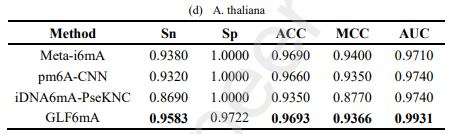 (d) A. thaliana
Method Sn Sp ACC MCC AUC
Meta-i6mA 0.9380 1.0000 0.9690 0.9400 0.9710
pm6A-CNN 0.9320 1.0000 0.9660 0.9350 0.9740
iDNA6mA-PseKNC 0.8690 1.0000 0.9350 0.8770 0.9740
GLF6mA 0.9583 0.9722 0.9693 0.9366 0.9931